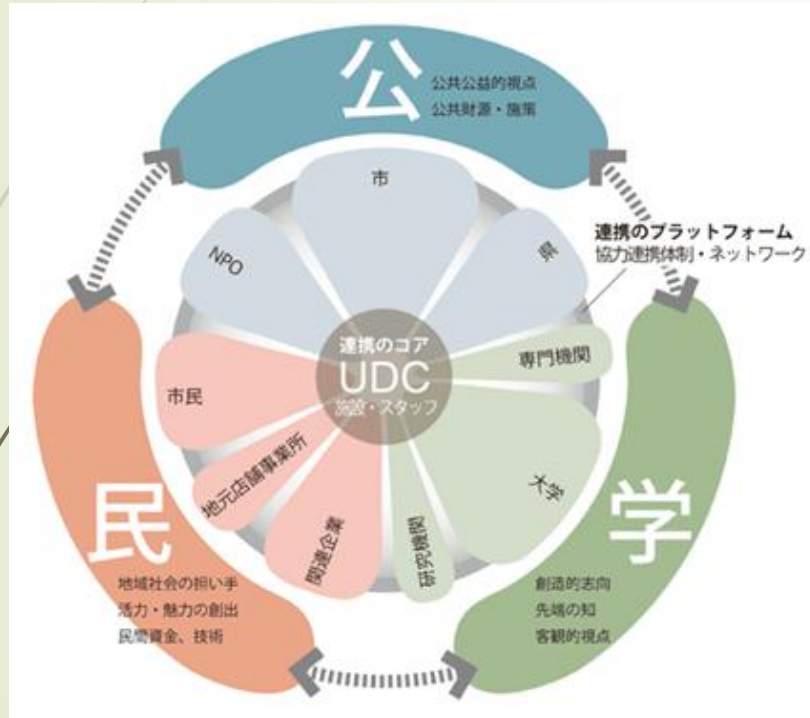 公
公共公益的視点
公共財源・施策
市
NPO
県
連携のプラットフォーム
協力連携体制・ネットワーク
連携のコア
UDC
施設・スタッフ
専門機関
市民
大学
地元店舗事業所
関連企業
研究機関
民
地域社会の担い手
活力・魅力の創出
民間資金、技術
学
創造的志向
先端の知
客観的視点